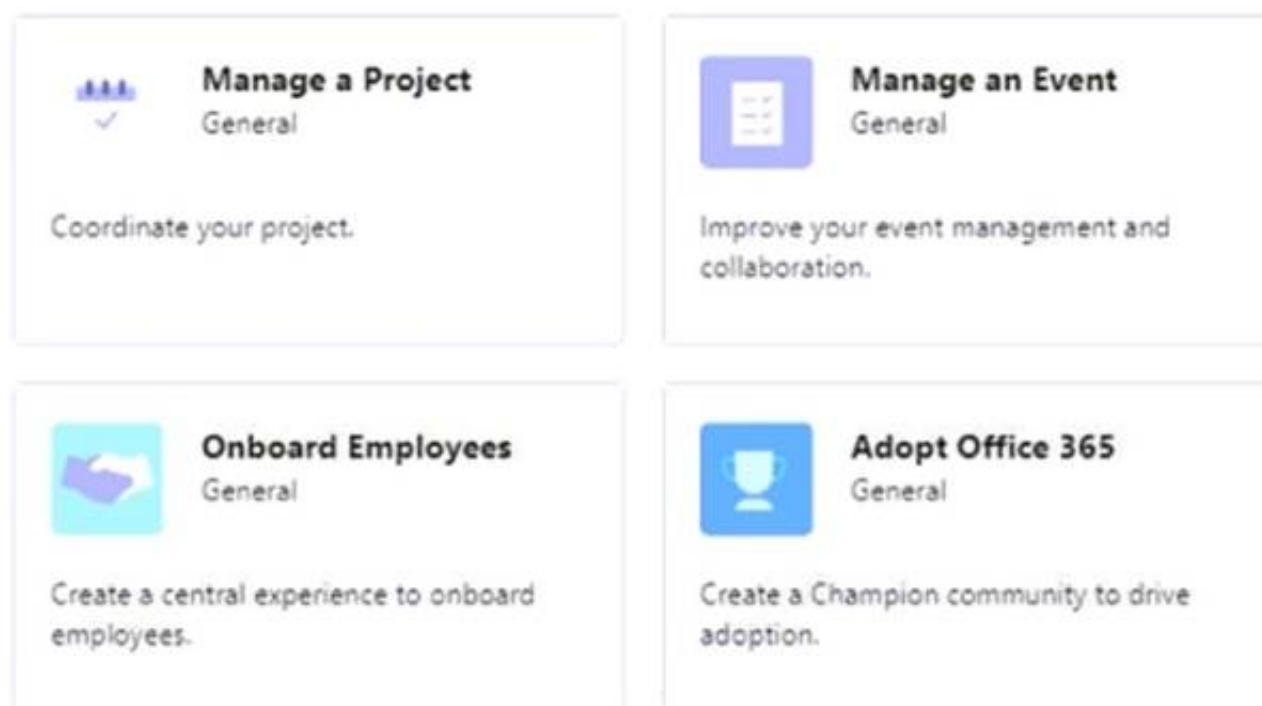 Manage a Project
General
Coordinate your project.
Manage an Event
General
Improve your event management and
collaboration.
Onboard Employees
General
Create a central experience to onboard
employees.
Adopt Office 365
General
Create a Champion community to drive
adoption.